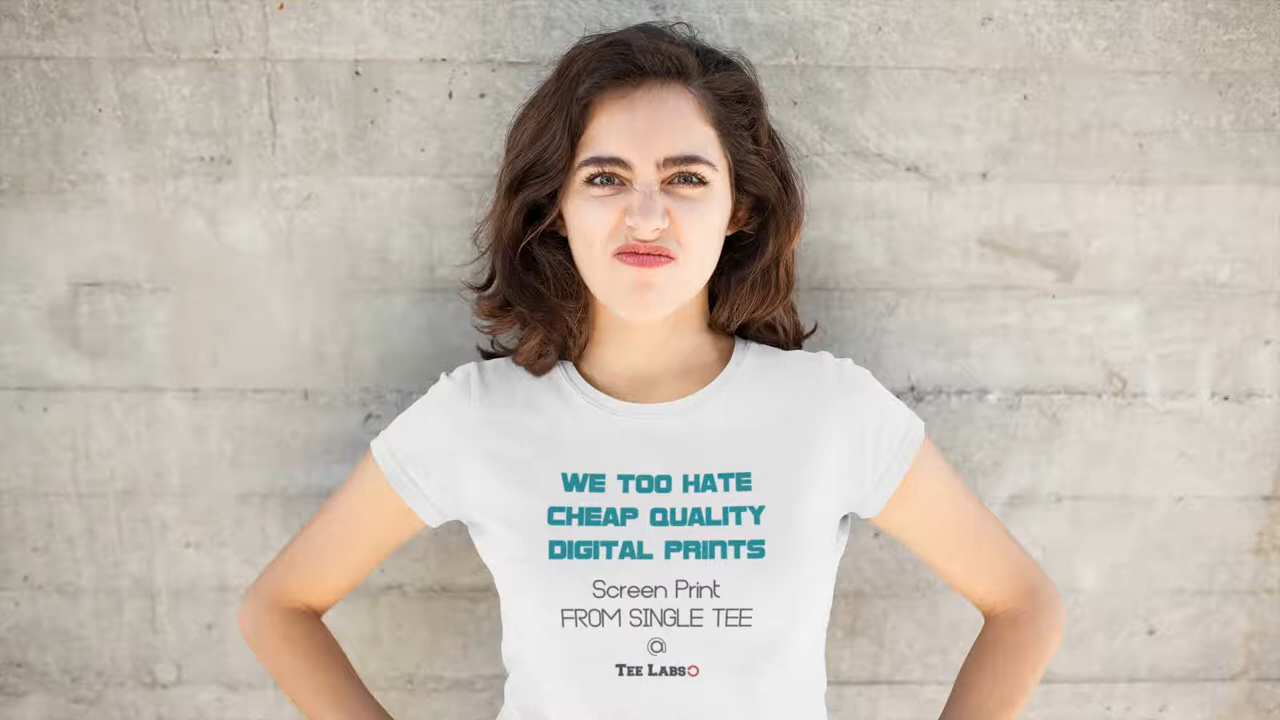 WE TOO HATE
CHEAP QUALITY
DIGITAL PRINTS
Screen Print
FROM SINGLE TEE
@
TEE LABS